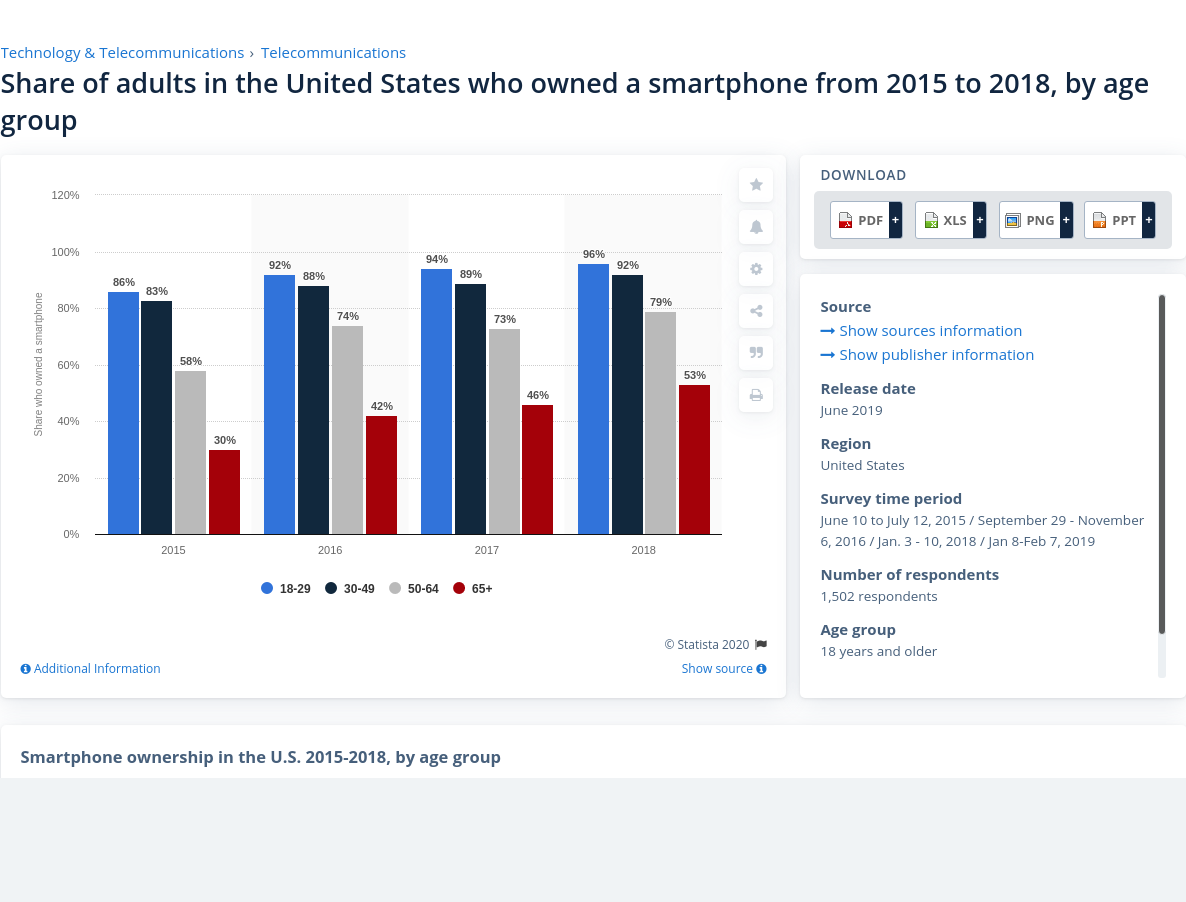 Technology & Telecommunications › Telecommunications
Share of adults in the United States who owned a smartphone from 2015 to 2018, by age
group
120%
100%
80%
60%
40%
20%
0%
Share who owned a smartphone
86%
83%
58%
30%
92%
88%
74%
42%
94%
89%
73%
46%
96%
92%
79%
53%
2015
2016
2017
2018
18-29
30-49
50-64
65+
© Statista 2020
Additional Information
Show source
DOWNLOAD
PDF +
XLS +
PNG +
PPT +
Source
Show sources information
Show publisher information
Release date
June 2019
Region
United States
Survey time period
June 10 to July 12, 2015 / September 29 - November
6, 2016 / Jan. 3 - 10, 2018 / Jan 8-Feb 7, 2019
Number of respondents
1,502 respondents
Age group
18 years and older
Smartphone ownership in the U.S. 2015-2018, by age group